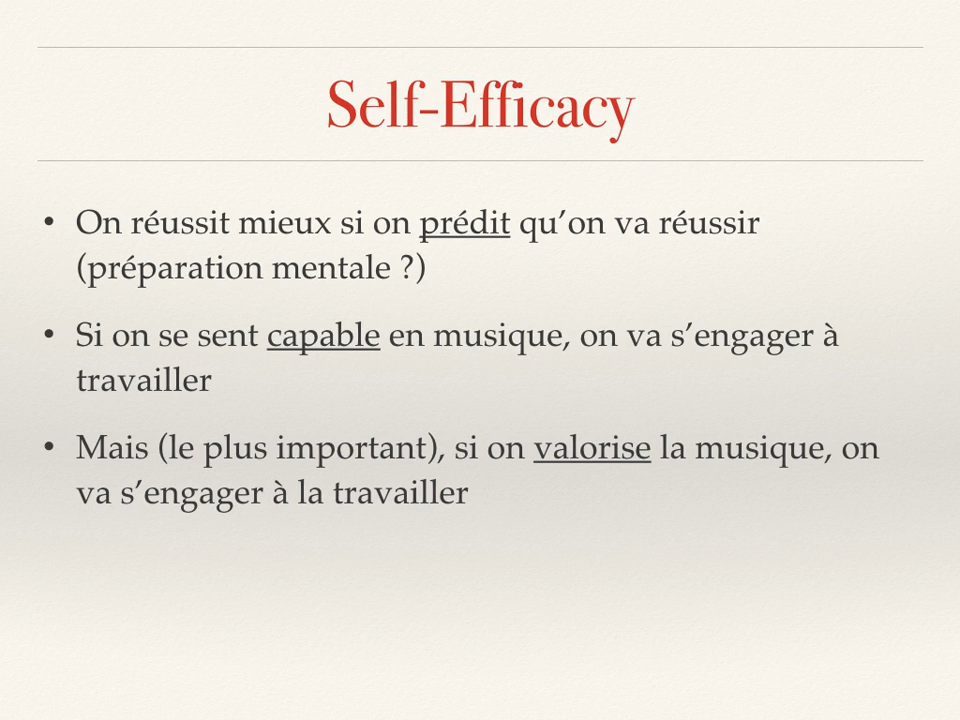 Self-Efficacy
• On réussit mieux si on prédit qu’on va réussir
(préparation mentale ?)
• Si on se sent capable en musique, on va s’engager à
travailler
• Mais (le plus important), si on valorise la musique, on
va s’engager à la travailler